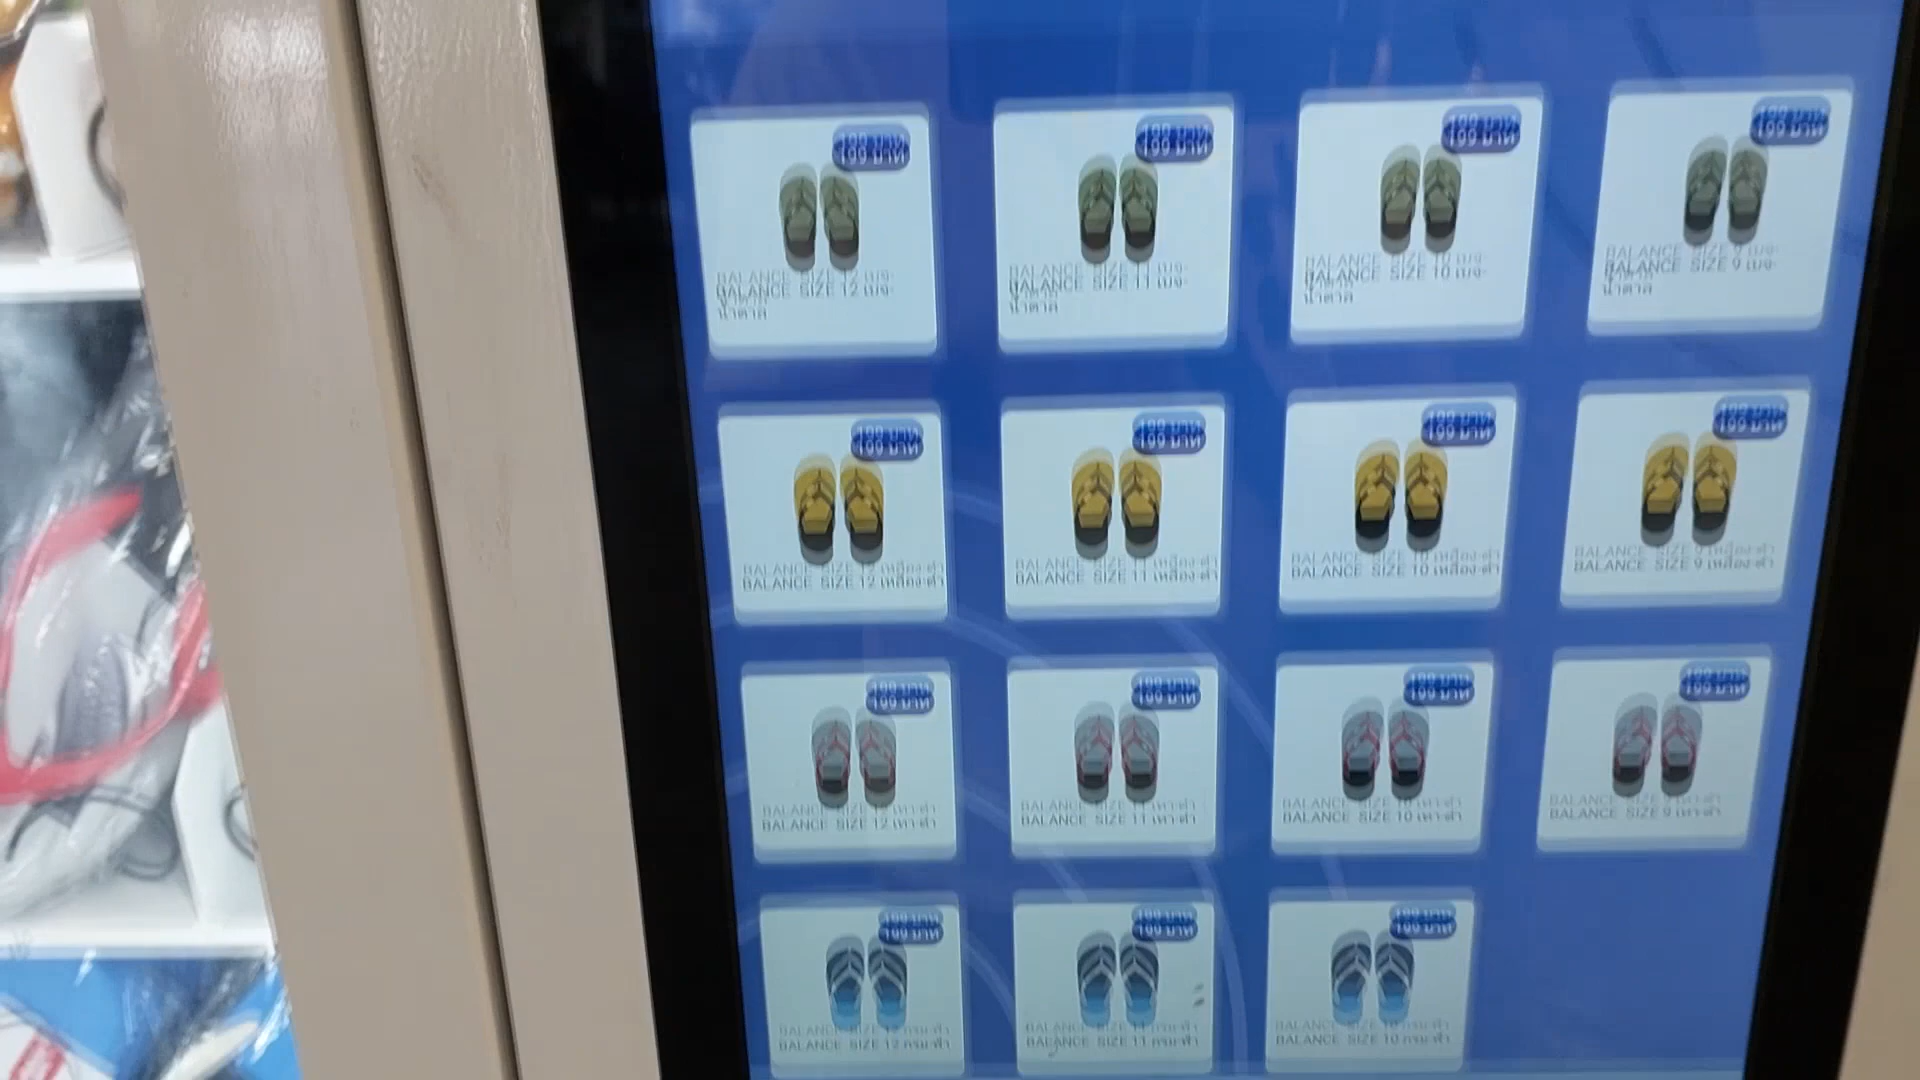 199 บาท
BALANCE SIZE 12 เบจ-
น้ำตาล
199 บาท
BALANCE SIZE 11 เบจ-
น้ำตาล
199 บาท
BALANCE SIZE 10 เบจ-
น้ำตาล
199 บาท
BALANCE SIZE 9 เบจ-
น้ำตาล
199 บาท
BALANCE SIZE 12 เหลือง-ดำ
199 บาท
BALANCE SIZE 11 เหลือง-ดำ
199 บาท
BALANCE SIZE 10 เหลือง-ดำ
199 บาท
BALANCE SIZE 9 เหลือง-ดำ
199 บาท
BALANCE SIZE 12 เทา-ดำ
199 บาท
BALANCE SIZE 11 เทา-ดำ
199 บาท
BALANCE SIZE 10 เทา-ดำ
199 บาท
BALANCE SIZE 9 เทา-ดำ
199 บาท
BALANCE SIZE 12 กรม-ฟ้า
199 บาท
BALANCE SIZE 11 กรม-ฟ้า
199 บาท
BALANCE SIZE 10 กรม-ฟ้า